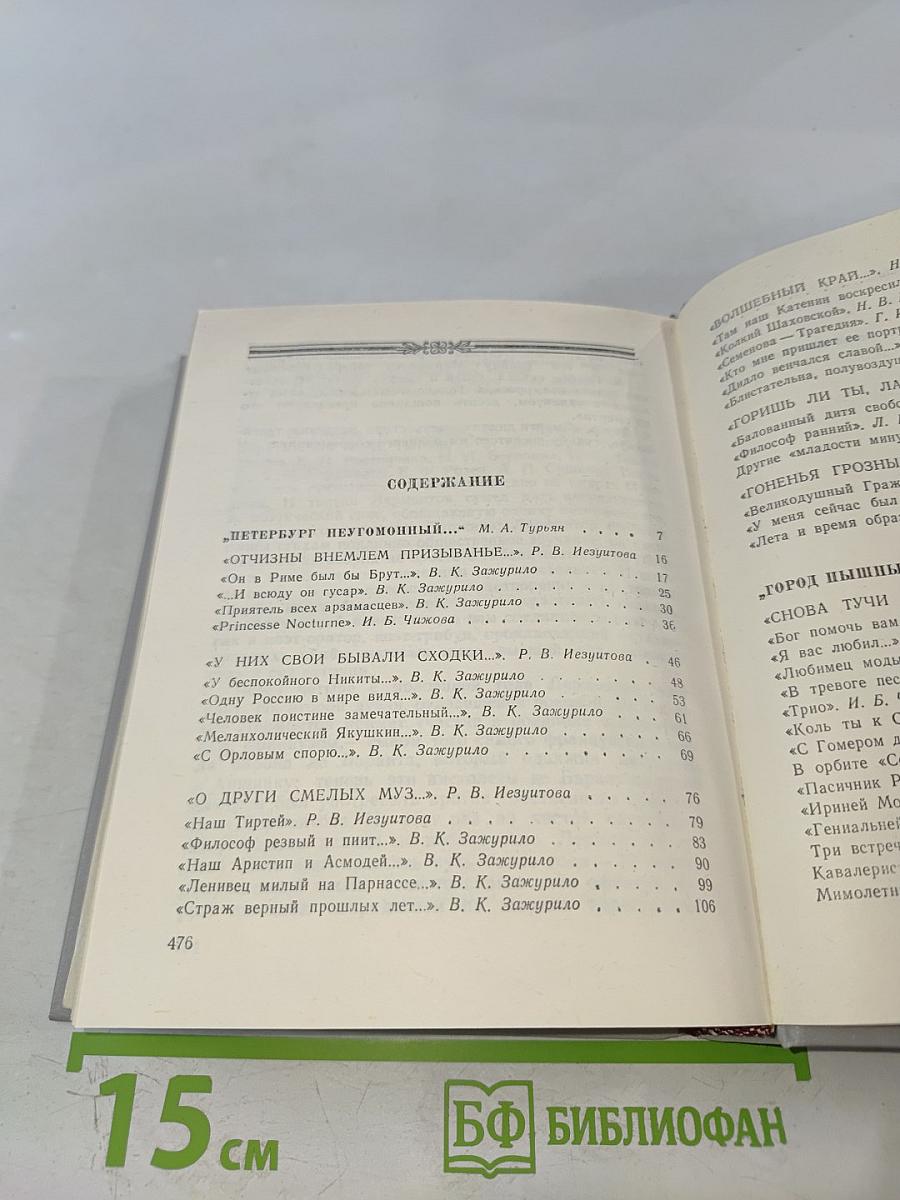 СОДЕРЖАНИЕ
„ПЕТЕРБУРГ НЕУГОМОННЫЙ...“ М. А. Турьян . . . . 7
«ОТЧИЗНЫ ВНЕМЛЕМ ПРИЗЫВАНЬЕ...». Р. В. Иезуитова 16
«Он в Риме был бы Брут...». В. К. Зажурило . . . . . . 17
«...И всюду он гусар». В. К. Зажурило . . . . . . . . . 25
«Приятель всех арзамасцев». В. К. Зажурило . . . . . . 30
«Princesse Nocturne». И. Б. Чижова . . . . . . . . . . 36
«У НИХ СВОИ БЫВАЛИ СХОДКИ...». Р. В. Иезуитова . 46
«У беспокойного Никиты...». В. К. Зажурило . . . . . . 48
«Одну Россию в мире видя...». В. К. Зажурило . . . . . 53
«Человек поистине замечательный...». В. К. Зажурило . . . 61
«Меланхолический Якушкин...». В. К. Зажурило . . . . . 66
«С Орловым спорю...». В. К. Зажурило . . . . . . . . 69
«О ДРУГИ СМЕЛЫХ МУЗ...». Р. В. Иезуитова . . . . . 76
«Наш Тиртей». Р. В. Иезуитова . . . . . . . . . . . 79
«Философ резвый и пиит...». В. К. Зажурило . . . . . . . 83
«Наш Аристип и Асмодей...». В. К. Зажурило . . . . . . 90
«Ленивец милый на Парнассе...». В. К. Зажурило . . . . . 99
«Страж верный прошлых лет...». В. К. Зажурило . . . . . 106
476
«ВОЛШЕБНЫЙ КРАЙ...». Н
«Там наш Катенин воскресил
«Колкий Шаховской». Н. В.
«Семенова — Трагедия». Г.
«Кто мне пришлет ее портр
«Дидло венчался славой...»
«Блистательна, полувоздуш
«ГОРИШЬ ЛИ ТЫ, ЛА
«Балованный дитя свобо
«Философ ранний». Л.
Другие «младости мину
«ГОНЕНЬЯ ГРОЗНЫ
«Великодушный Граж
«У меня сейчас был
«Лета и время обра
„ГОРОД ПЫШНЫ
«СНОВА ТУЧИ
«Бог помочь вам
«Я вас любил...»
«Любимец моды
«В тревоге пес
«Трио». И. Б.
«Коль ты к С
«С Гомером д
В орбите «Со
«Пасичник Р
«Ириней Мо
«Гениальней
Три встреч
Кавалерис
Мимолетн
15 см
БФ БИБЛИОФАН